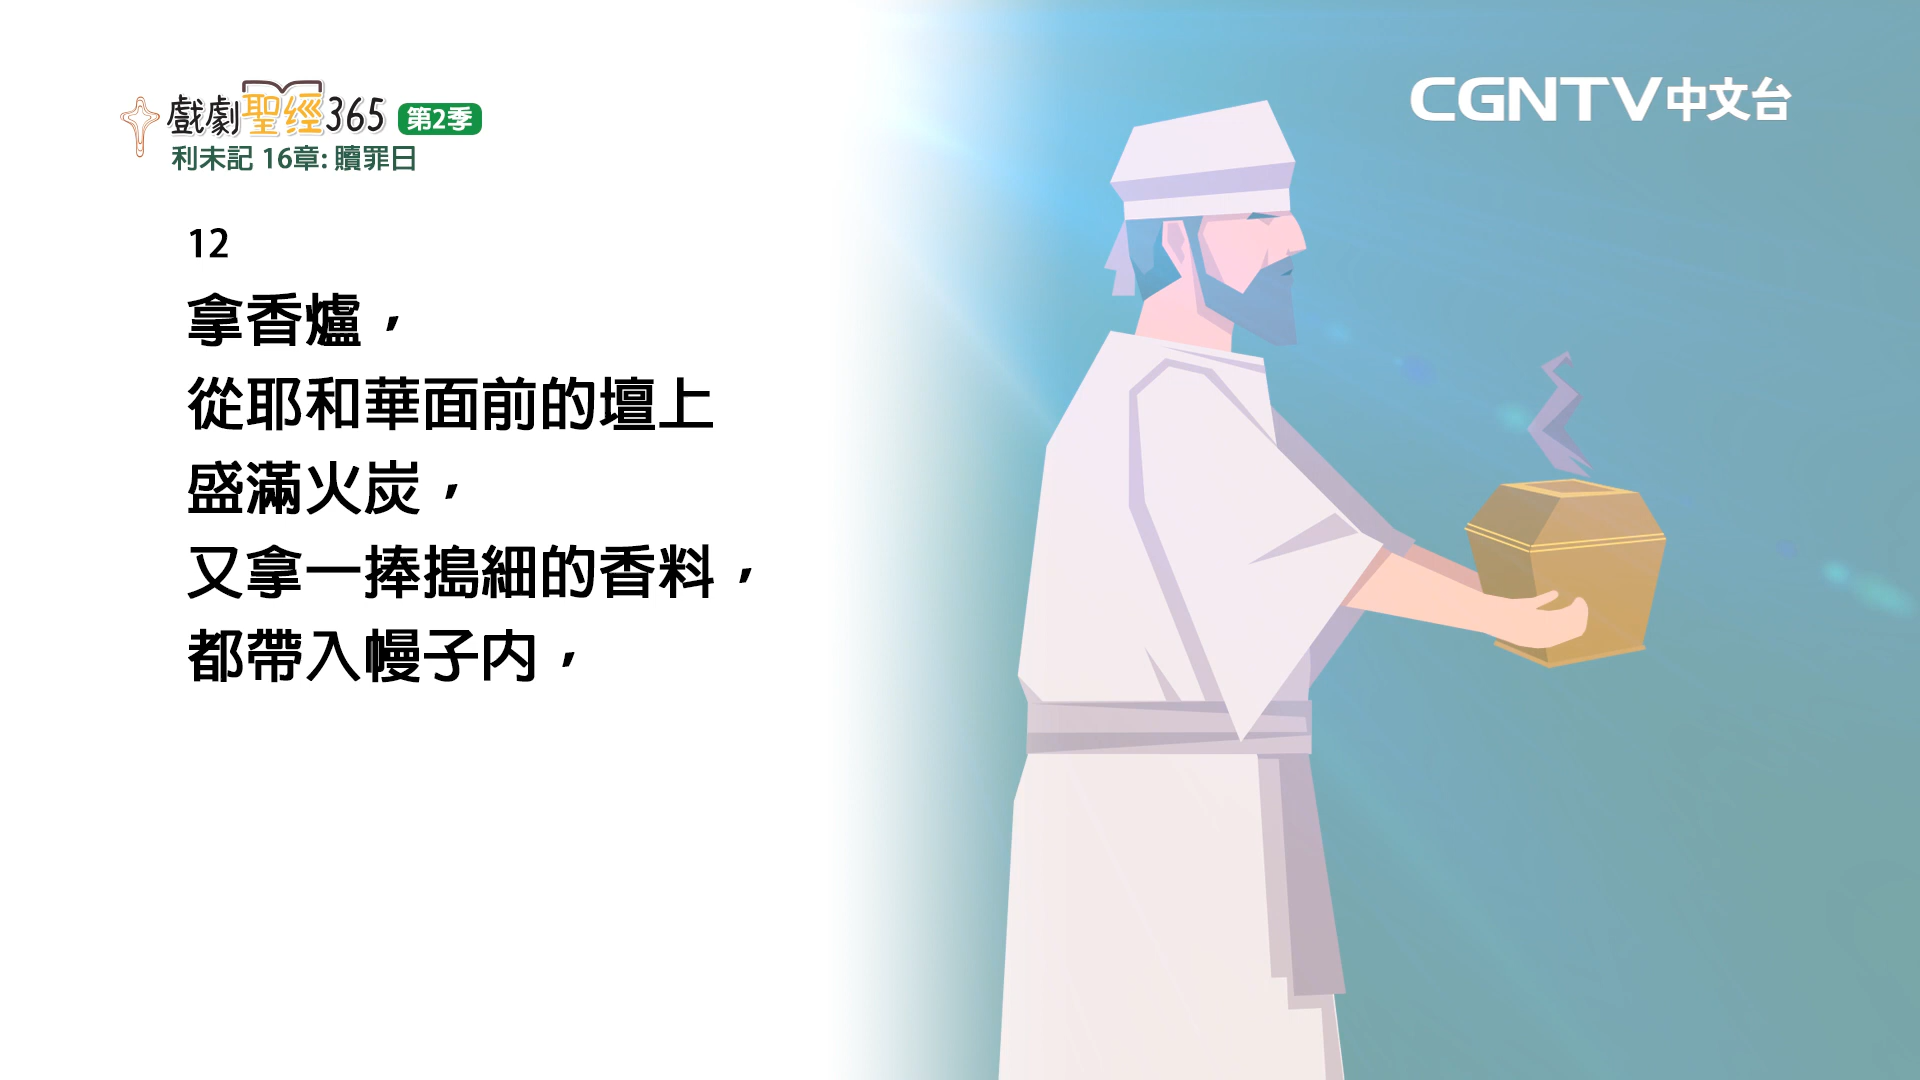 戲劇聖經365 第2季
利未記 16章: 贖罪日
CGNTV中文台
12
拿香爐，
從耶和華面前的壇上
盛滿火炭，
又拿一捧搗細的香料，
都帶入幔子內，